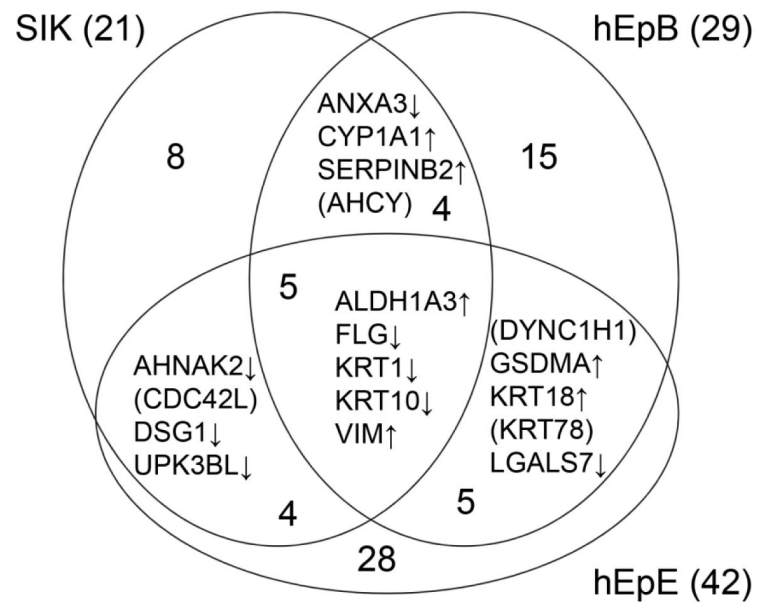 SIK (21)
hEpB (29)
8
ANXA3↓
CYP1A1↑
SERPINB2↑
(AHCY) 4
15
5
ALDH1A3↑
FLG↓
KRT1↓
KRT10↓
VIM↑
AHNAK2↓
(CDC42L)
DSG1↓
UPK3BL↓
4
(DYNC1H1)
GSDMA↑
KRT18↑
(KRT78)
LGALS7↓
5
28
hEpE (42)